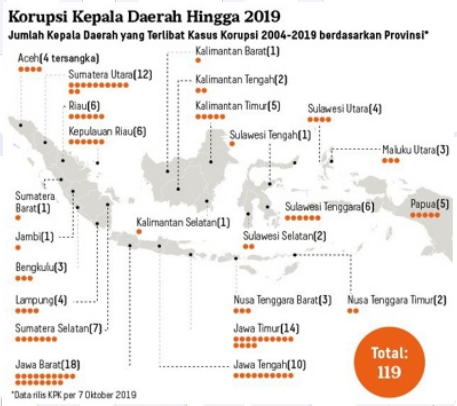 Korupsi Kepala Daerah Hingga 2019
Jumlah Kepala Daerah yang Terlibat Kasus Korupsi 2004-2019 berdasarkan Provinsi*
Aceh(4 tersangka)
Sumatera Utara(12)
Riau(6)
Kepulauan Riau(6)
Kalimantan Barat(1)
Kalimantan Tengah(2)
Kalimantan Timur(5)
Sulawesi Tengah(1)
Sulawesi Utara(4)
Maluku Utara(3)
Sumatera
Barat(1)
Jambi(1)
Bengkulu(3)
Lampung(4)
Sumatera Selatan(7)
Jawa Barat(18)
Kalimantan Selatan(1)
Sulawesi Tenggara(6)
Sulawesi Selatan(2)
Papua(5)
Nusa Tenggara Barat(3)
Nusa Tenggara Timur(2)
Jawa Timur(14)
Jawa Tengah(10)
Total:
119
*Data rilis KPK per 7 Oktober 2019